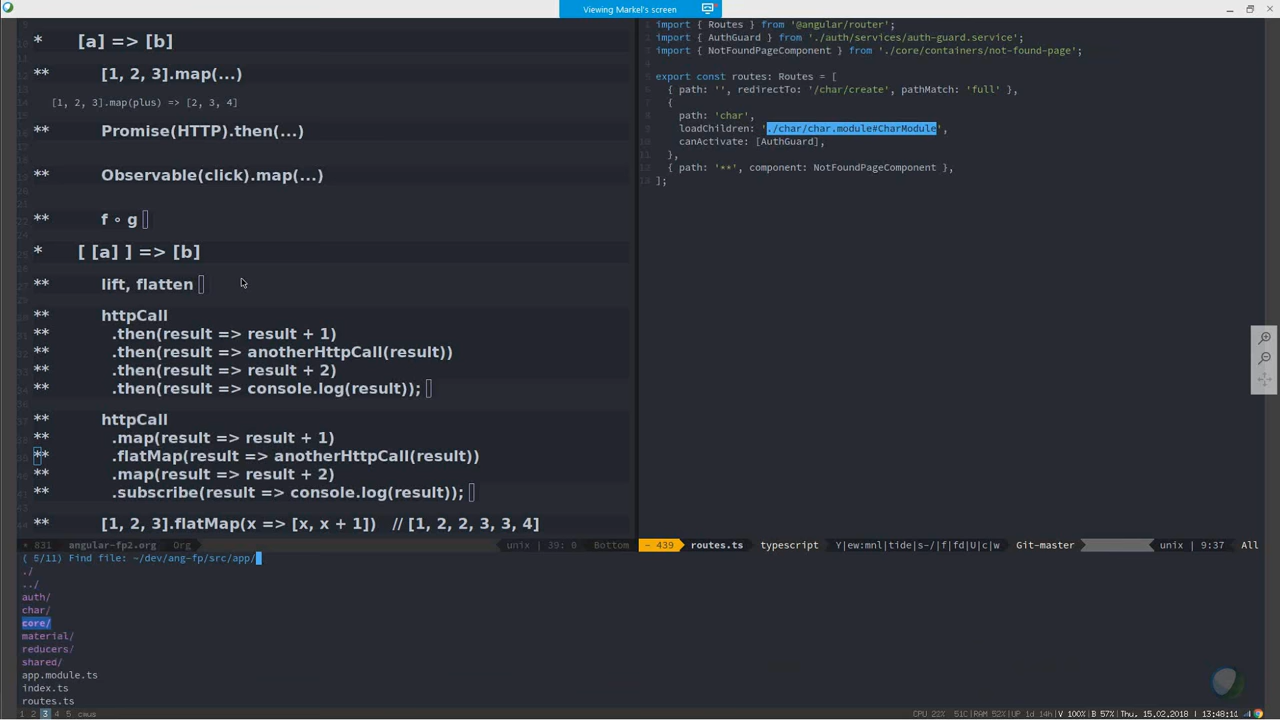 Viewing Markel's screen
* [a] => [b]
** [1, 2, 3].map(...)
[1, 2, 3].map(plus) => [2, 3, 4]
** Promise(HTTP).then(...)
** Observable(click).map(...)
** f ∘ g
* [ [a] ] => [b]
** lift, flatten
** httpCall
** .then(result => result + 1)
** .then(result => anotherHttpCall(result))
** .then(result => result + 2)
** .then(result => console.log(result));
** httpCall
** .map(result => result + 1)
** .flatMap(result => anotherHttpCall(result))
** .map(result => result + 2)
** .subscribe(result => console.log(result));
** [1, 2, 3].flatMap(x => [x, x + 1]) // [1, 2, 2, 3, 3, 4]
831 angular-fp2.org Org unix | 39: 0 Bottom
import { Routes } from '@angular/router';
import { AuthGuard } from './auth/services/auth-guard.service';
import { NotFoundPageComponent } from './core/containers/not-found-page';
export const routes: Routes = [
{ path: '', redirectTo: '/char/create', pathMatch: 'full' },
{
path: 'char',
loadChildren: './char/char.module#CharModule',
canActivate: [AuthGuard],
},
{ path: '**', component: NotFoundPageComponent },
];
- 439 routes.ts typescript Y|ew:mnl|tide|s-/|f|fd|U|c|w Git-master unix | 9:37 All
( 5/11) Find file: ~/dev/ang-fp/src/app/
./
../
auth/
char/
core/
material/
reducers/
shared/
app.module.ts
index.ts
routes.ts
1 2 3 4 5 cmus
CPU 22% 51C|RAM 52%|UP 1d 14h| V 100%| B 57%| Thu, 15.02.2018 | 13:48:11